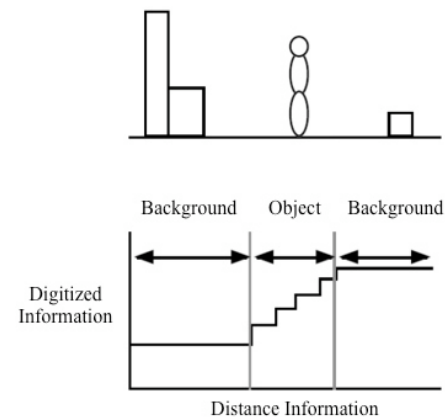 Background Object Background
Digitized
Information
Distance Information